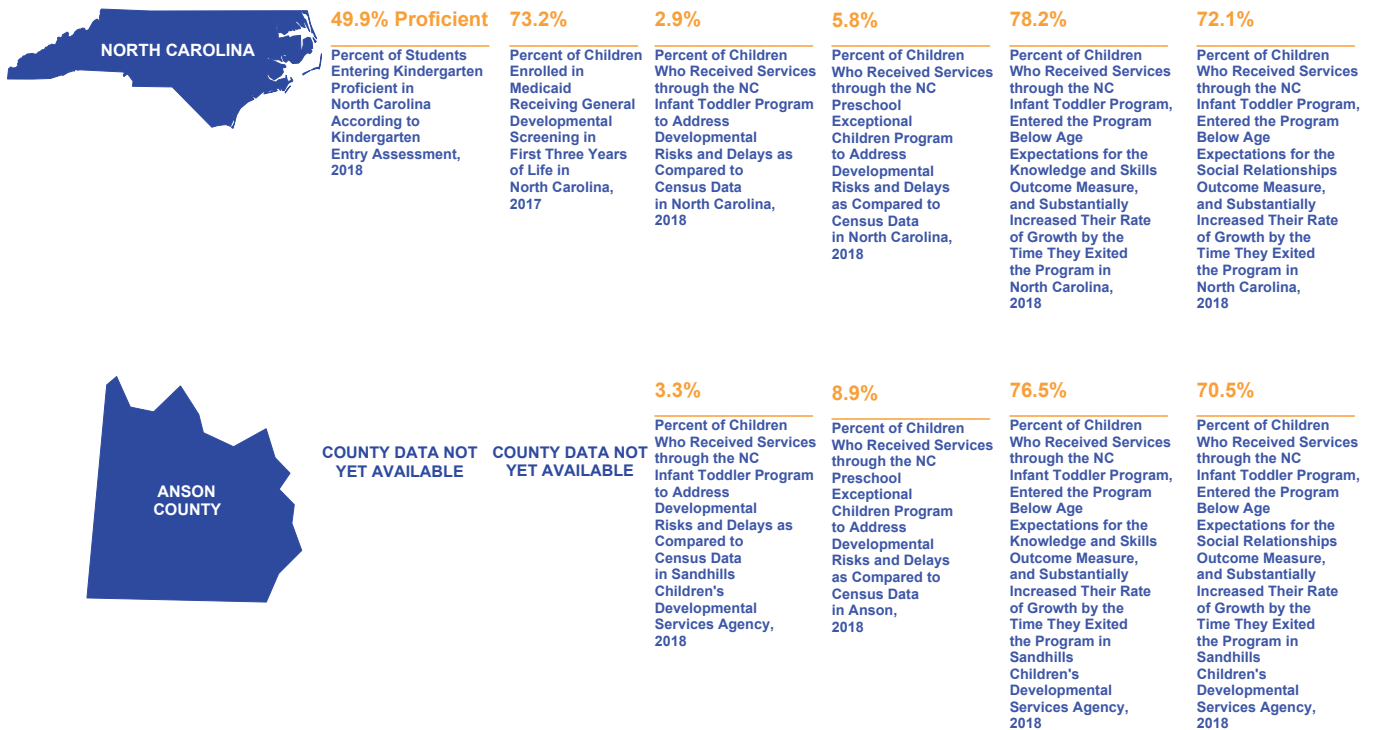 NORTH CAROLINA
49.9% Proficient
Percent of Students
Entering Kindergarten
Proficient in
North Carolina
According to
Kindergarten
Entry Assessment,
2018
73.2%
Percent of Children
Enrolled in
Medicaid
Receiving General
Developmental
Screening in
First Three Years
of Life in
North Carolina,
2017
2.9%
Percent of Children
Who Received Services
through the NC
Infant Toddler Program
to Address
Developmental
Risks and Delays as
Compared to
Census Data
in North Carolina,
2018
5.8%
Percent of Children
Who Received Services
through the NC
Preschool
Exceptional
Children Program
to Address
Developmental
Risks and Delays
as Compared to
Census Data
in North Carolina,
2018
78.2%
Percent of Children
Who Received Services
through the NC
Infant Toddler Program,
Entered the Program
Below Age
Expectations for the
Knowledge and Skills
Outcome Measure,
and Substantially
Increased Their Rate
of Growth by the
Time They Exited
the Program in
North Carolina,
2018
72.1%
Percent of Children
Who Received Services
through the NC
Infant Toddler Program,
Entered the Program
Below Age
Expectations for the
Social Relationships
Outcome Measure,
and Substantially
Increased Their Rate
of Growth by the
Time They Exited
the Program in
North Carolina,
2018
ANSON
COUNTY
COUNTY DATA NOT
YET AVAILABLE
COUNTY DATA NOT
YET AVAILABLE
3.3%
Percent of Children
Who Received Services
through the NC
Infant Toddler Program
to Address
Developmental
Risks and Delays as
Compared to
Census Data
in Sandhills
Children's
Developmental
Services Agency,
2018
8.9%
Percent of Children
Who Received Services
through the NC
Preschool
Exceptional
Children Program
to Address
Developmental
Risks and Delays
as Compared to
Census Data
in Anson,
2018
76.5%
Percent of Children
Who Received Services
through the NC
Infant Toddler Program,
Entered the Program
Below Age
Expectations for the
Knowledge and Skills
Outcome Measure,
and Substantially
Increased Their Rate
of Growth by the
Time They Exited
the Program in
Sandhills
Children's
Developmental
Services Agency,
2018
70.5%
Percent of Children
Who Received Services
through the NC
Infant Toddler Program,
Entered the Program
Below Age
Expectations for the
Social Relationships
Outcome Measure,
and Substantially
Increased Their Rate
of Growth by the
Time They Exited
the Program in
Sandhills
Children's
Developmental
Services Agency,
2018